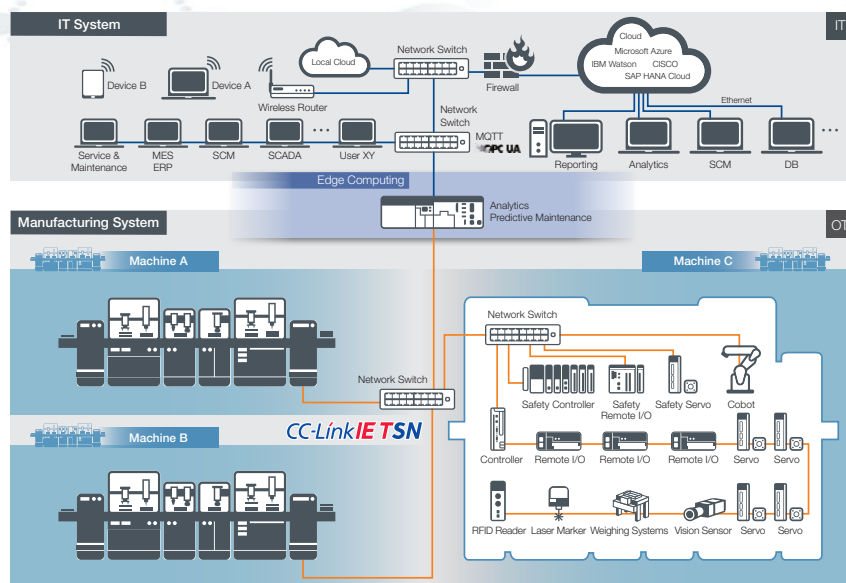 IT System
IT
Cloud
Microsoft Azure
IBM Watson CISCO
SAP HANA Cloud
Local Cloud
Network Switch
Firewall
Device B
Device A
Wireless Router
Ethernet
Network
Switch
MQTT
OPC UA
Service &
Maintenance
MES
ERP
SCM
SCADA
User XY
Reporting
Analytics
SCM
DB
Edge Computing
Analytics
Predictive Maintenance
Manufacturing System
OT
Machine A
Machine C
Network Switch
Safety Controller
Safety
Remote I/O
Safety Servo
Cobot
Network Switch
CC-Link IE TSN
Machine B
Controller
Remote I/O
Remote I/O
Remote I/O
Servo
Servo
RFID Reader
Laser Marker
Weighing Systems
Vision Sensor
Servo
Servo